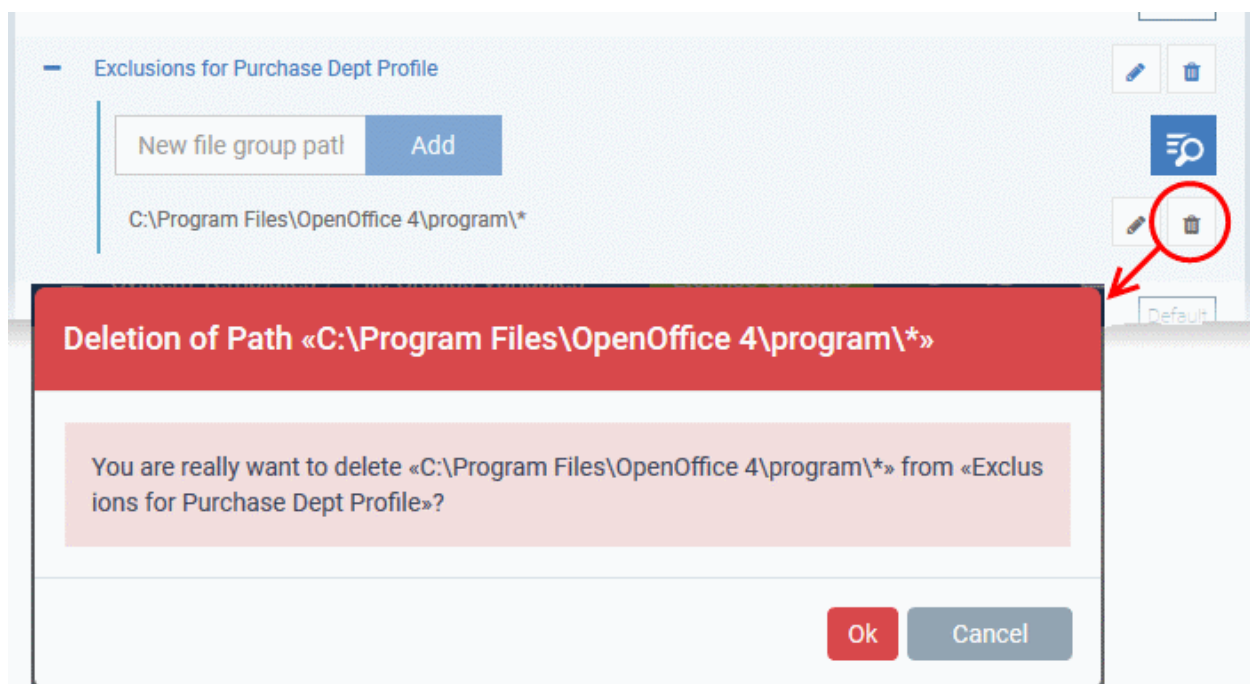 Exclusions for Purchase Dept Profile
New file group patl
Add
C:\Program Files\OpenOffice 4\program\*
Default
Deletion of Path «C:\Program Files\OpenOffice 4\program\*»
You are really want to delete «C:\Program Files\OpenOffice 4\program\*» from «Exclus
ions for Purchase Dept Profile»?
Ok
Cancel